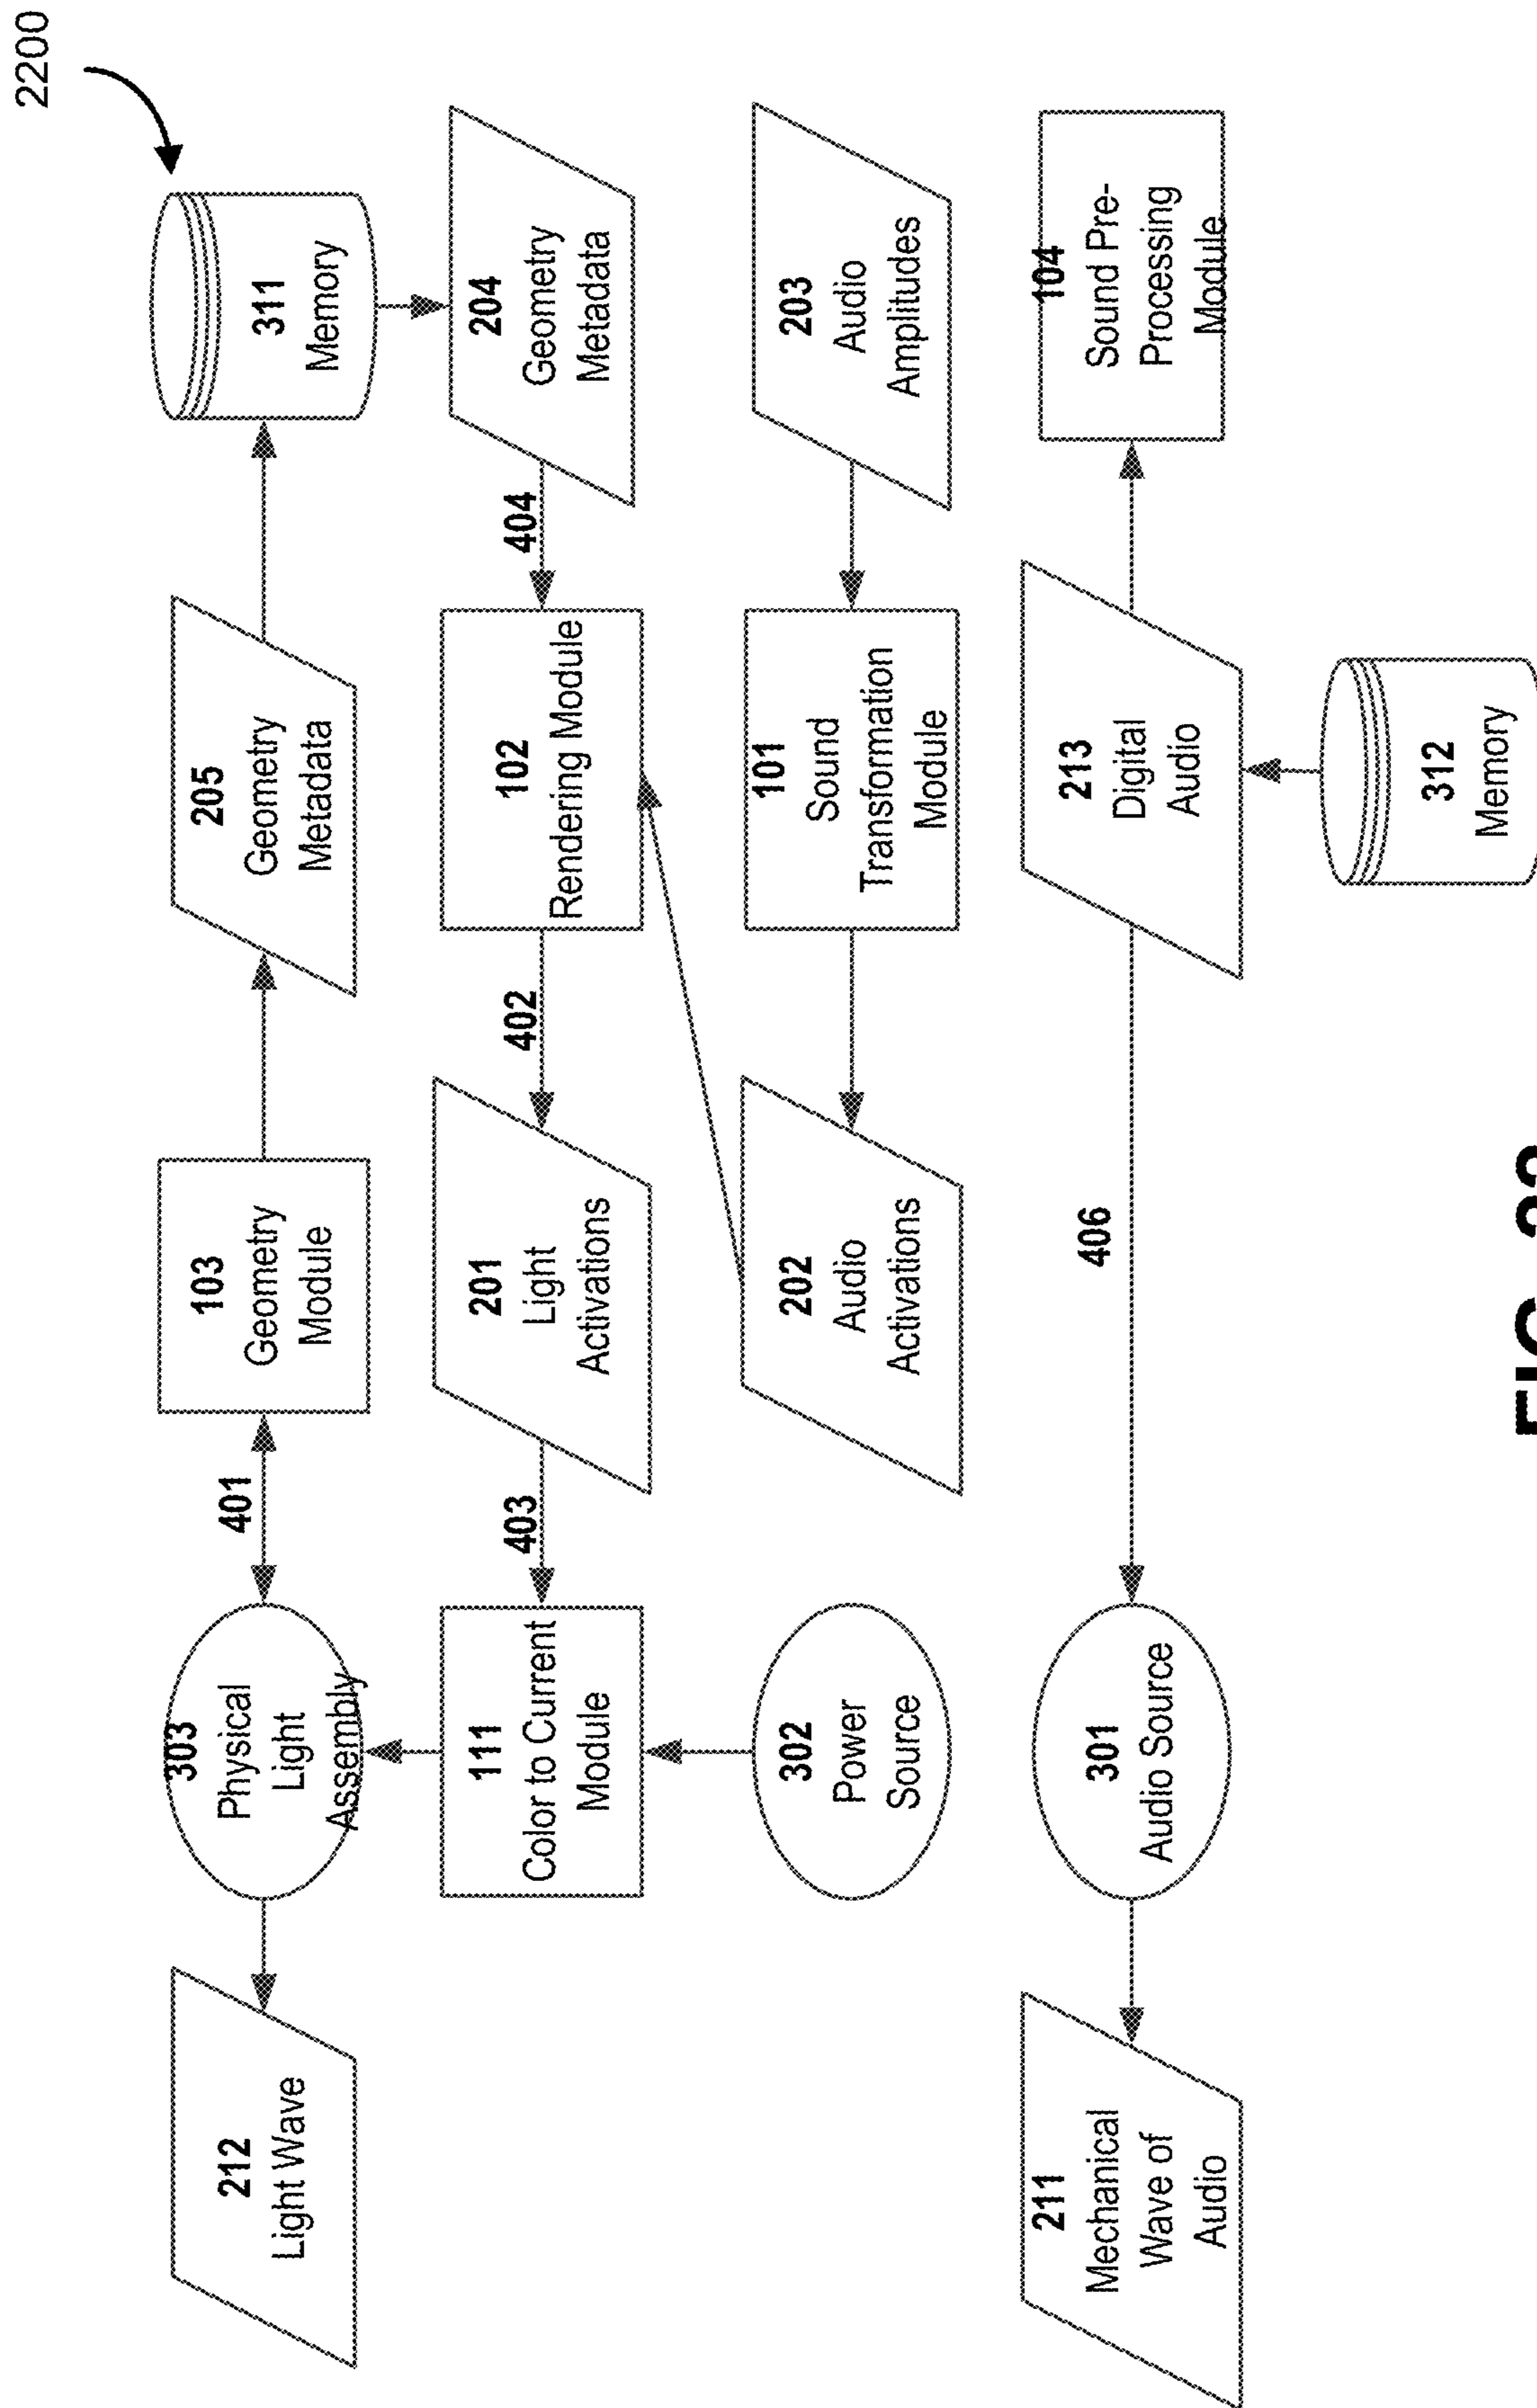 2200
212
Light Wave
303
Physical
Light
Assembly
401
103
Geometry
Module
205
Geometry
Metadata
311
Memory
111
Color to Current
Module
403
201
Light
Activations
402
102
Rendering Module
404
204
Geometry
Metadata
302
Power
Source
202
Audio
Activations
101
Sound
Transformation
Module
203
Audio
Amplitudes
211
Mechanical
Wave of
Audio
301
Audio Source
406
213
Digital
Audio
104
Sound Pre-
Processing
Module
312
Memory
FIG. 22